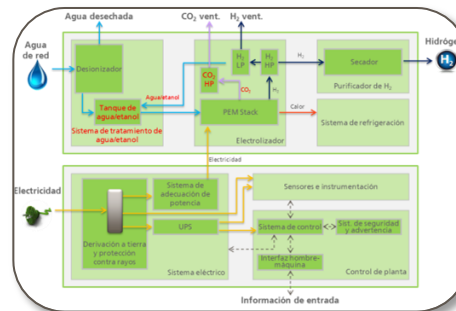 Agua desechada
CO₂ vent.
H₂ vent.
Agua
de red
Desionizador
Agua/etanol
Tanque de
agua/etanol
Sistema de tratamiento de
agua/etanol
CO₂
HP
H₂
LP
H₂
HP
H₂
CO₂
H₂
PEM Stack
Electrolizador
Calor
Secador
Purificador de H₂
Sistema de refrigeración
H₂
Electricidad
Electricidad
Sistema de
adecuación de
potencia
UPS
Derivación a tierra
y protección
contra rayos
Sistema eléctrico
Sensores e instrumentación
Sistema de control
Sist. de seguridad
y advertencia
Interfaz hombre-
máquina
Control de planta
Información de entrada